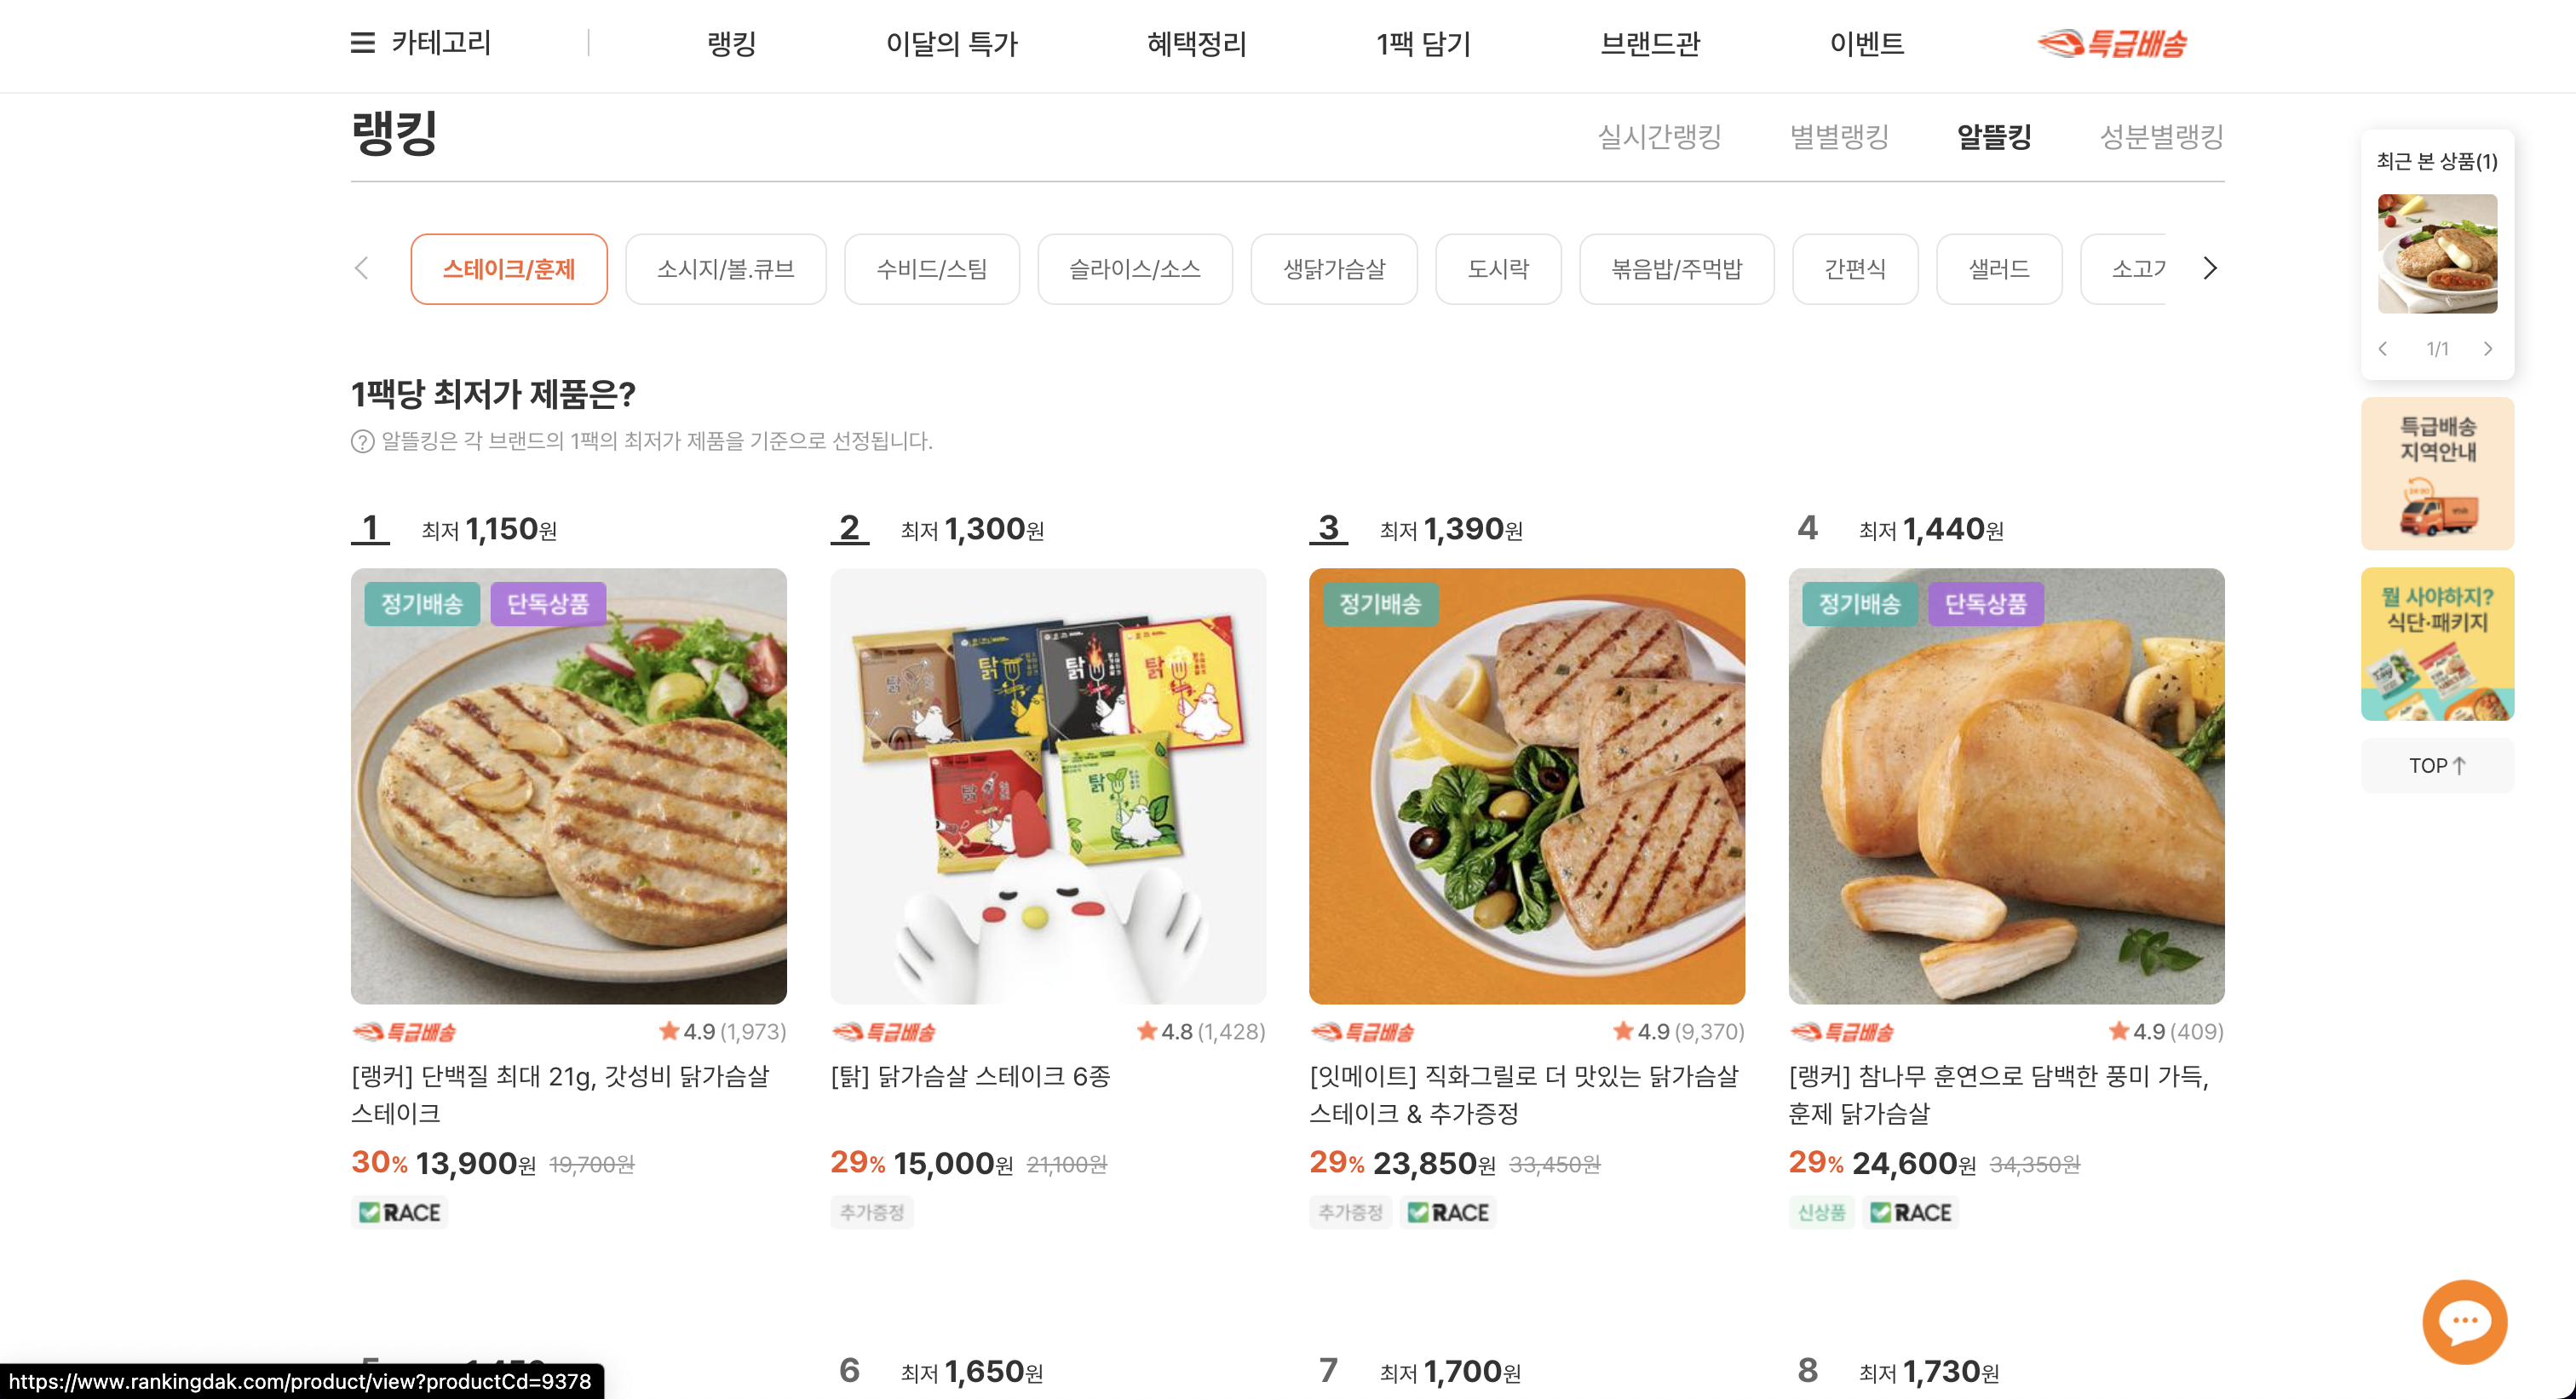 카테고리
랭킹
이달의 특가
혜택정리
1팩 담기
브랜드관
이벤트
특급배송
랭킹
실시간랭킹
별별랭킹
알뜰킹
성분별랭킹
스테이크/훈제
소시지/볼.큐브
수비드/스팀
슬라이스/소스
생닭가슴살
도시락
볶음밥/주먹밥
간편식
샐러드
소고기
최근 본 상품(1)
1/1
특급배송
지역안내
뭘 사야하지?
식단·패키지
TOP
1팩당 최저가 제품은?
? 알뜰킹은 각 브랜드의 1팩의 최저가 제품을 기준으로 선정됩니다.
1 최저 1,150원
정기배송 단독상품
특급배송 4.9 (1,973)
[랭커] 단백질 최대 21g, 갓성비 닭가슴살
스테이크
30% 13,900원 19,700원
RACE
2 최저 1,300원
탉
탉
탉
탉
탉
탉
특급배송 4.8 (1,428)
[탉] 닭가슴살 스테이크 6종
29% 15,000원 21,100원
추가증정
3 최저 1,390원
정기배송
특급배송 4.9 (9,370)
[잇메이트] 직화그릴로 더 맛있는 닭가슴살
스테이크 & 추가증정
29% 23,850원 33,450원
추가증정 RACE
4 최저 1,440원
정기배송 단독상품
특급배송 4.9 (409)
[랭커] 참나무 훈연으로 담백한 풍미 가득,
훈제 닭가슴살
29% 24,600원 34,350원
신상품 RACE
6 최저 1,650원
7 최저 1,700원
8 최저 1,730원
https://www.rankingdak.com/product/view?productCd=9378